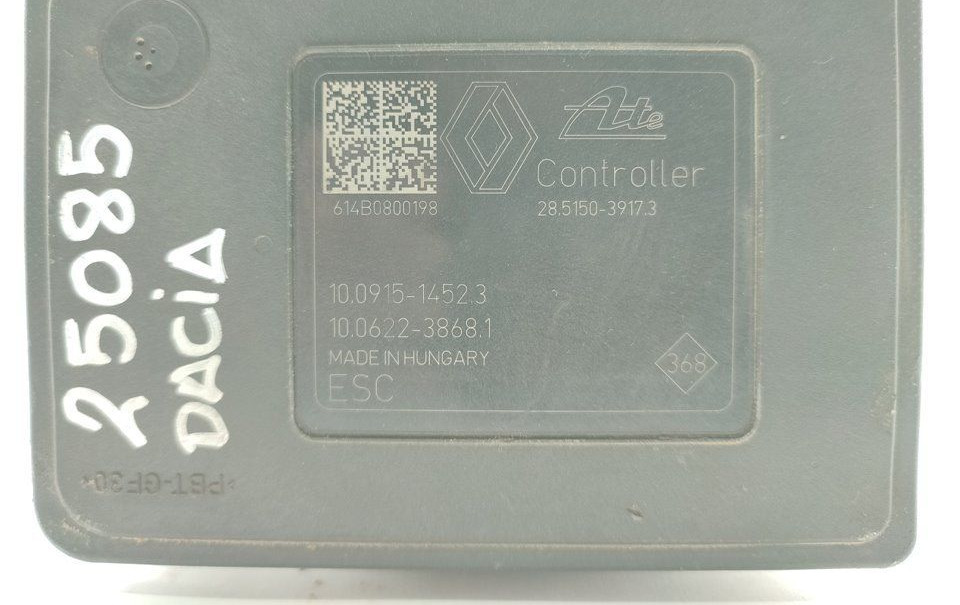 25085
DACiA
Ate
Controller
614B0800198
28.5150-3917.3
10.0915-1452.3
10.0622-3868.1
MADE IN HUNGARY
368
ESC
>PBT-GF30<